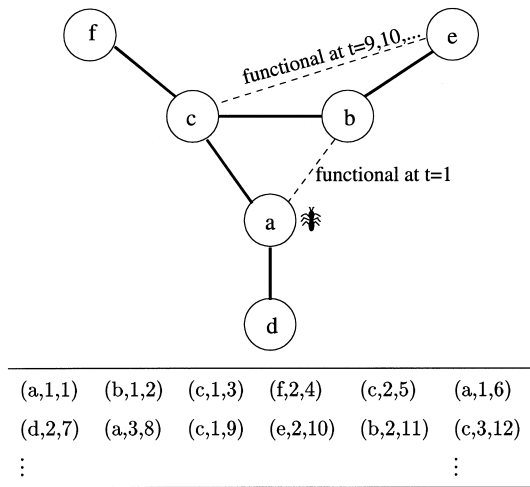 f
functional at t=9,10,...
e
c
b
functional at t=1
a
d
(a,1,1) (b,1,2) (c,1,3) (f,2,4) (c,2,5) (a,1,6)
(d,2,7) (a,3,8) (c,1,9) (e,2,10) (b,2,11) (c,3,12)
⋮ ⋮